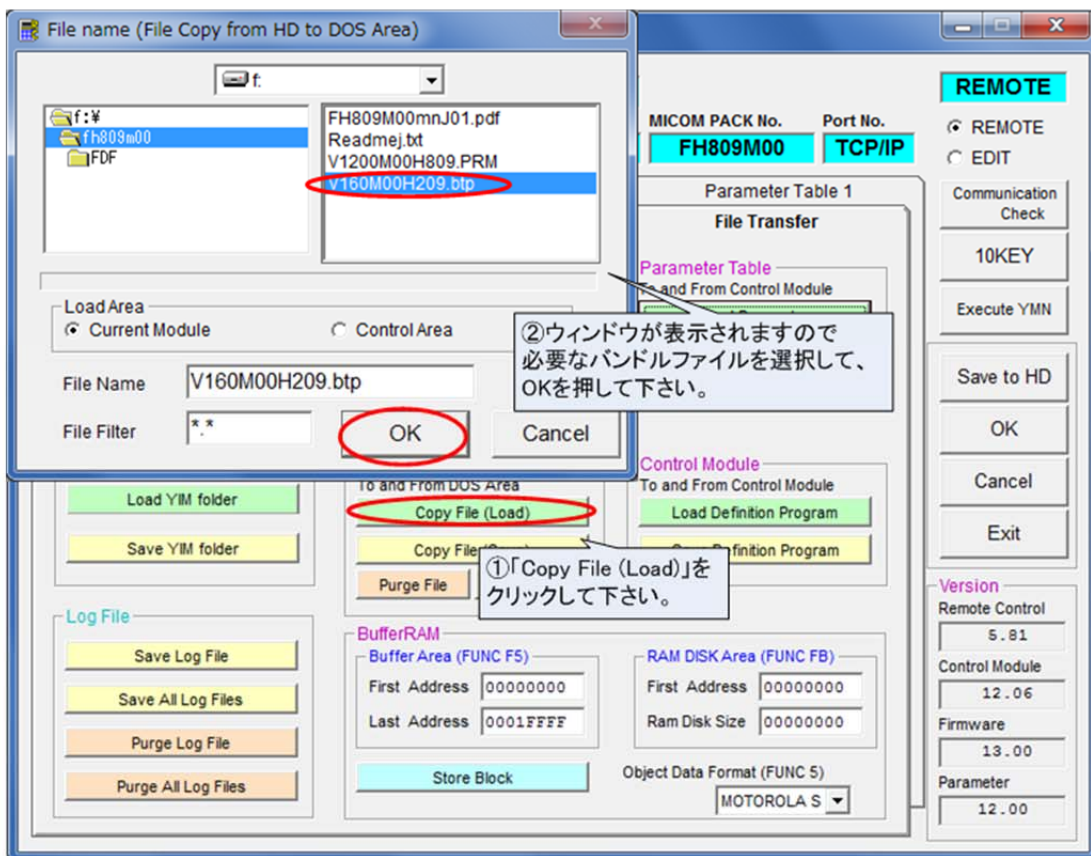 File name (File Copy from HD to DOS Area)
f:
f:¥
fh809m00
FDF
FH809M00mnJ01.pdf
Readmej.txt
V1200M00H809.PRM
V160M00H209.btp
Load Area
Current Module
Control Area
File Name
V160M00H209.btp
File Filter
*.*
OK
Cancel
②ウィンドウが表示されますので
必要なバンドルファイルを選択して、
OKを押して下さい。
MICOM PACK No.
FH809M00
Port No.
TCP/IP
REMOTE
REMOTE
EDIT
Parameter Table 1
File Transfer
Parameter Table
To and From Control Module
Communication
Check
10KEY
Execute YMN
Save to HD
OK
Cancel
Exit
Load YIM folder
Save YIM folder
To and From DOS Area
Copy File (Load)
Copy File
Purge File
①「Copy File (Load)」を
クリックして下さい。
Control Module
To and From Control Module
Load Definition Program
Definition Program
Log File
Save Log File
Save All Log Files
Purge Log File
Purge All Log Files
BufferRAM
Buffer Area (FUNC F5)
First Address
00000000
Last Address
0001FFFF
RAM DISK Area (FUNC FB)
First Address
00000000
Ram Disk Size
00000000
Store Block
Object Data Format (FUNC 5)
MOTOROLA S
Version
Remote Control
5.81
Control Module
12.06
Firmware
13.00
Parameter
12.00